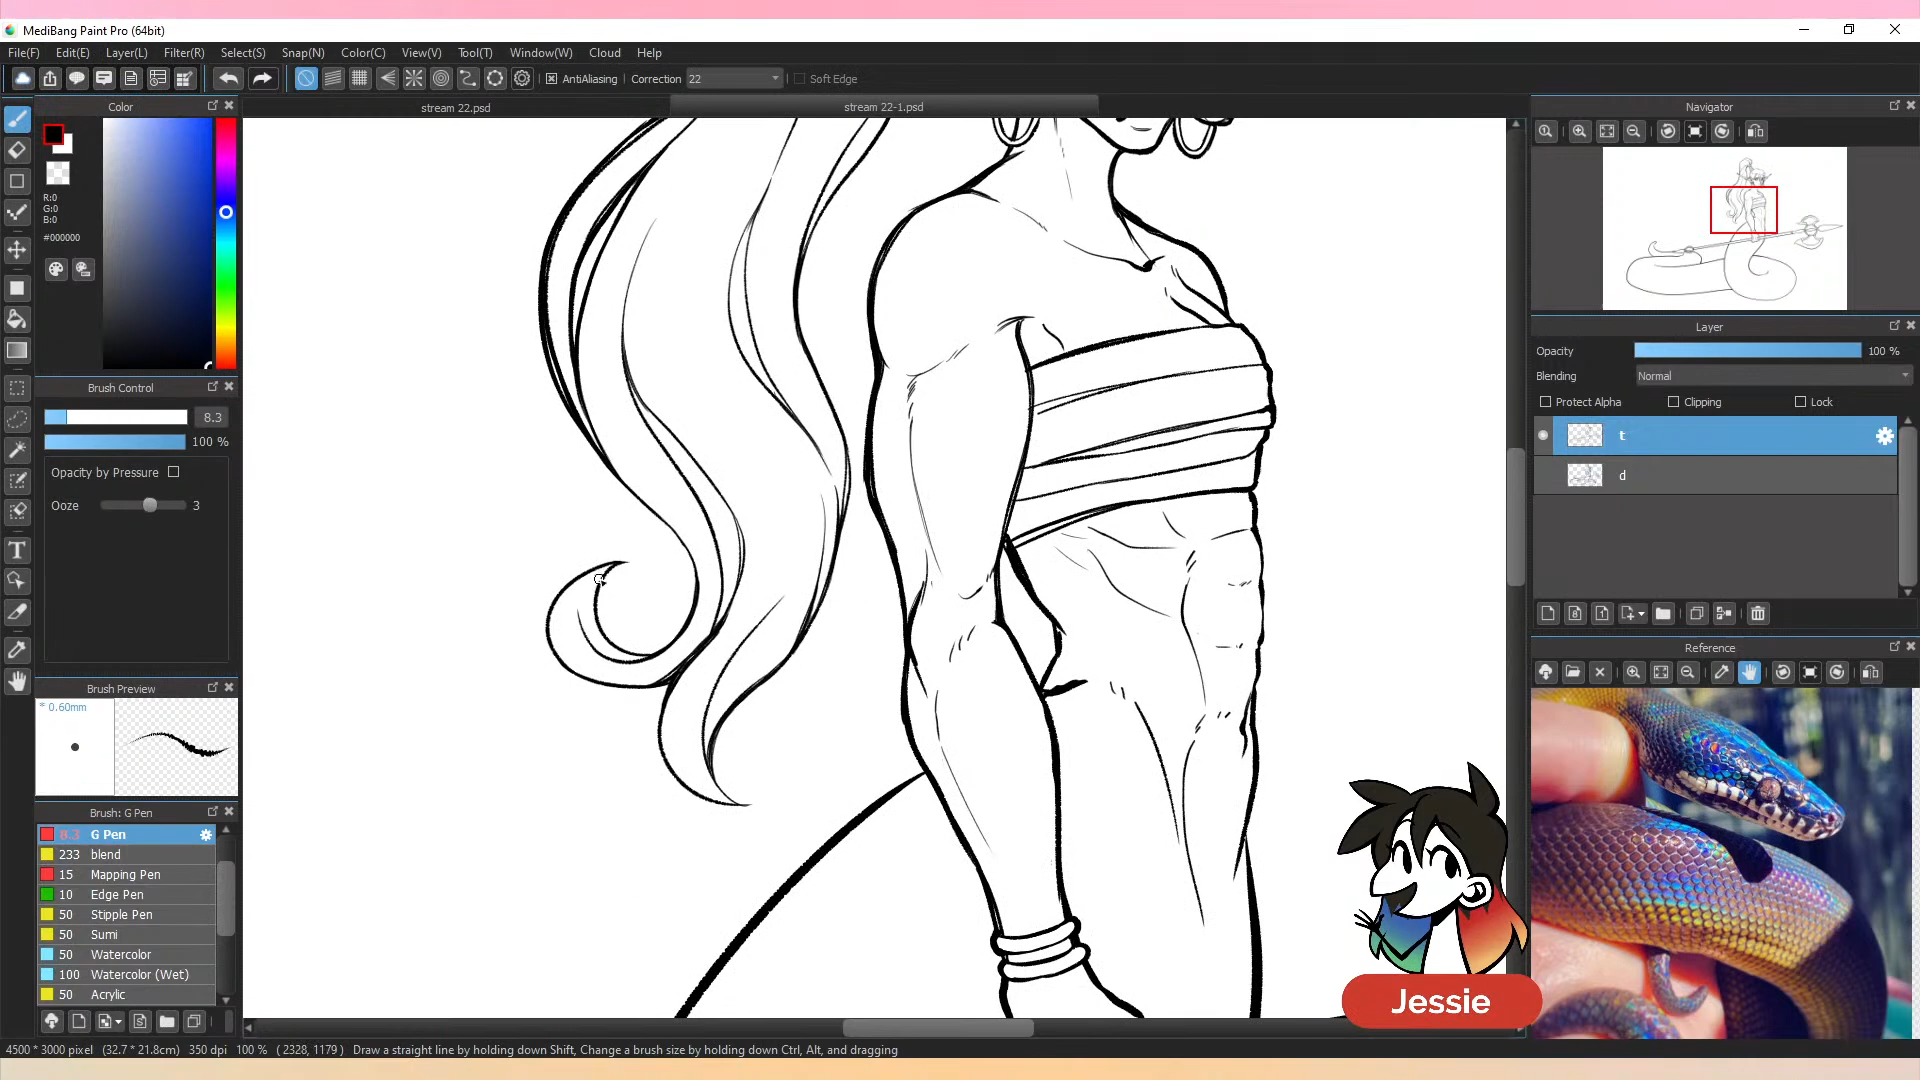 MediBang Paint Pro (64bit)
File(F) Edit(E) Layer(L) Filter(R) Select(S) Snap(N) Color(C) View(V) Tool(T) Window(W) Cloud Help
AntiAliasing Correction 22 Soft Edge
Color
stream 22.psd
stream 22-1.psd
Navigator
R:0
G:0
B:0
#000000
Brush Control
8.3
100 %
Opacity by Pressure
Ooze 3
Brush Preview
* 0.60mm
Brush: G Pen
8.3 G Pen
233 blend
15 Mapping Pen
10 Edge Pen
50 Stipple Pen
50 Sumi
50 Watercolor
100 Watercolor (Wet)
50 Acrylic
Layer
Opacity 100 %
Blending Normal
Protect Alpha Clipping Lock
t
d
Reference
Jessie
4500 * 3000 pixel (32.7 * 21.8cm) 350 dpi 100 % ( 2328, 1179 ) Draw a straight line by holding down Shift, Change a brush size by holding down Ctrl, Alt, and dragging